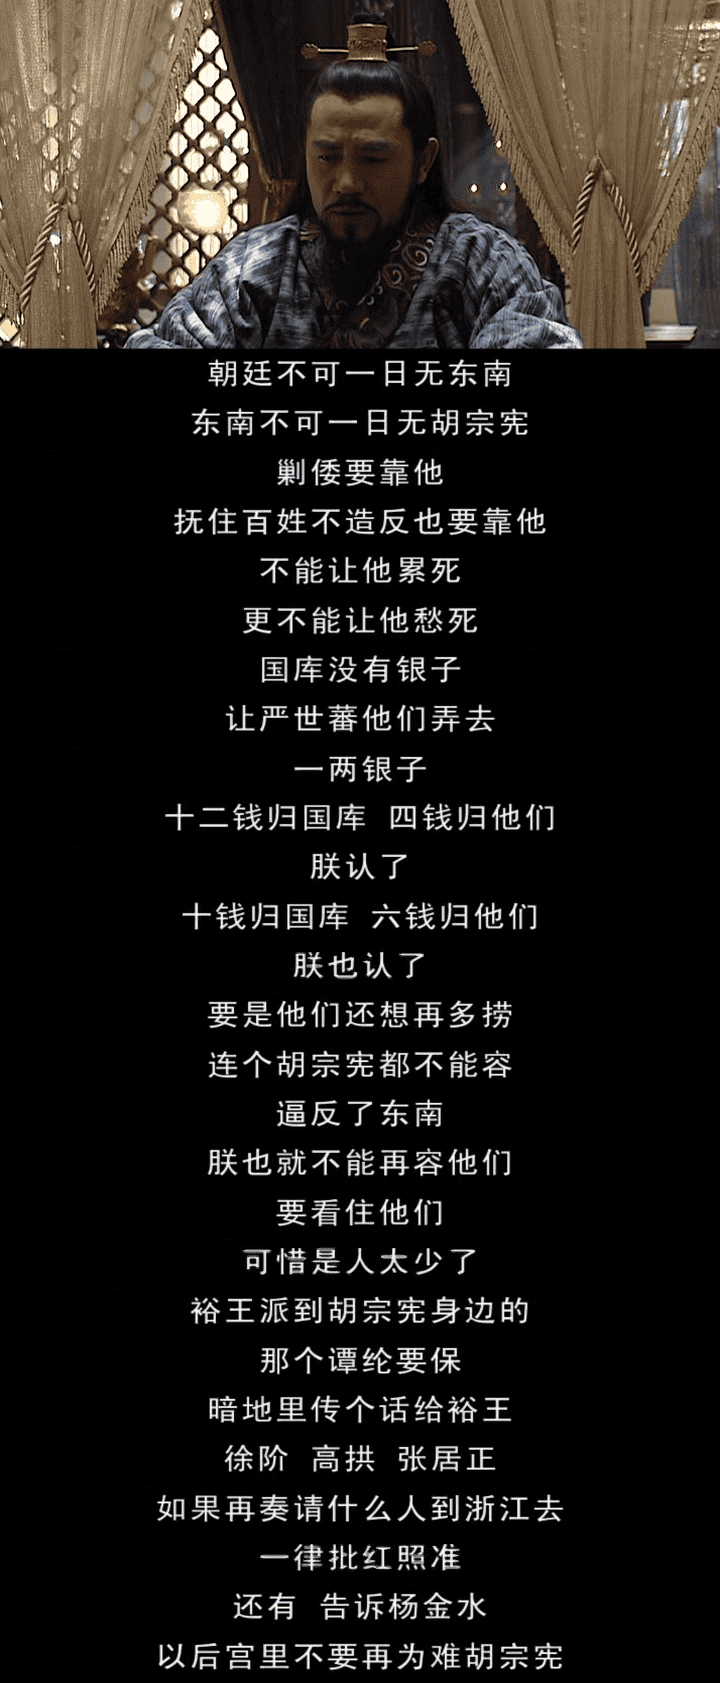 朝廷不可一日无东南
东南不可一日无胡宗宪
剿倭要靠他
抚住百姓不造反也要靠他
不能让他累死
更不能让他愁死
国库没有银子
让严世蕃他们弄去
一两银子
十二钱归国库 四钱归他们
朕认了
十钱归国库 六钱归他们
朕也认了
要是他们还想再多捞
连个胡宗宪都不能容
逼反了东南
朕也就不能再容他们
要看住他们
可惜是人太少了
裕王派到胡宗宪身边的
那个谭纶要保
暗地里传个话给裕王
徐阶 高拱 张居正
如果再奏请什么人到浙江去
一律批红照准
还有 告诉杨金水
以后宫里不要再为难胡宗宪